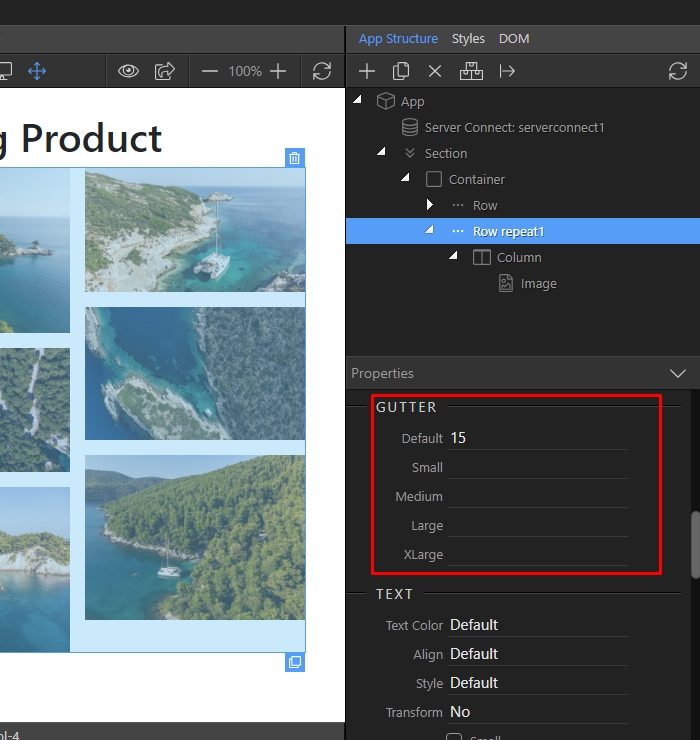 App Structure Styles DOM
100%
App
g Product
Server Connect: serverconnect1
Section
Container
Row
Row repeat1
Column
Image
Properties
GUTTER
Default 15
Small
Medium
Large
XLarge
TEXT
Text Color Default
Align Default
Style Default
Transform No
Small
ol-4